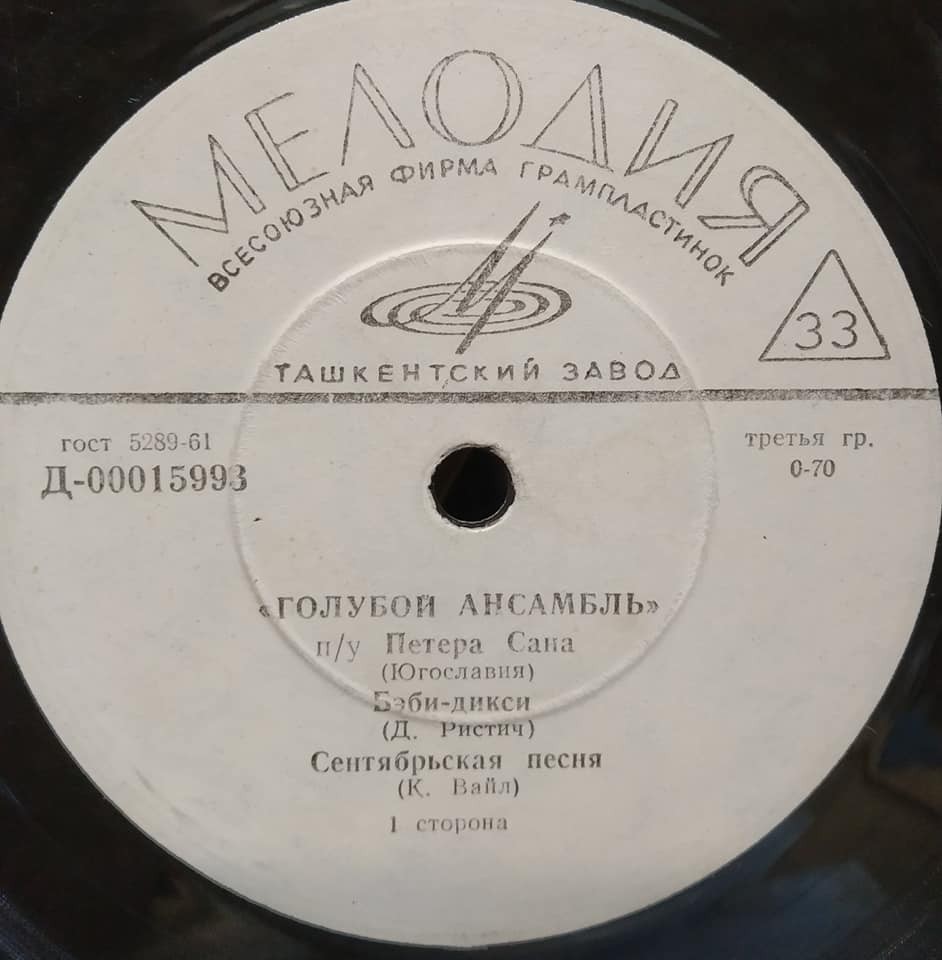 МЕЛОДИЯ
ВСЕСОЮЗНАЯ ФИРМА ГРАМПЛАСТИНОК
33
ТАШКЕНТСКИЙ ЗАВОД
гост 5289-61
третья гр.
Д-00015993
0-70
«ГОЛУБОЙ АНСАМБЛЬ»
п/у Петера Сана
(Югославия)
Бэби-дикси
(Д. Ристич)
Сентябрьская песня
(К. Вайл)
1 сторона